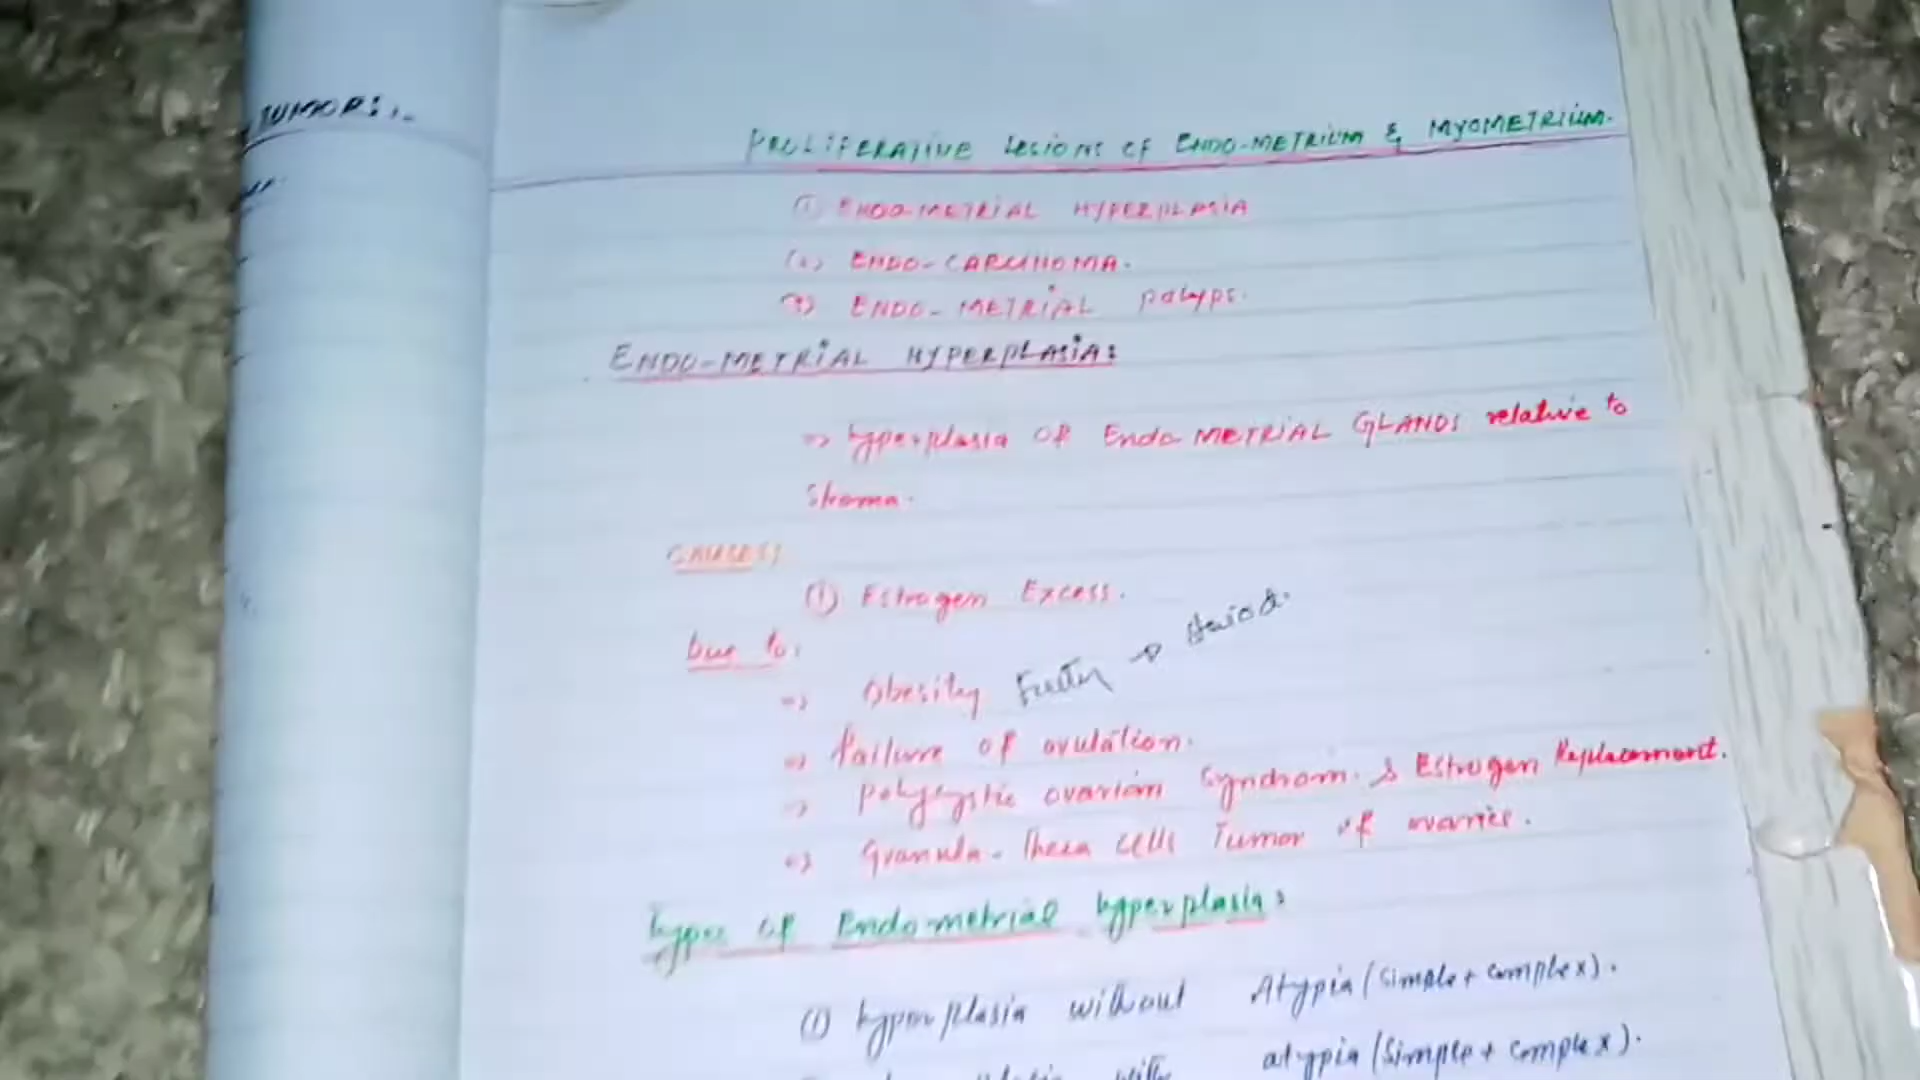 TUMORS:-
PROLIFERATIVE Lesions OF ENDO-METRIUM & MYOMETRIUM.
(1) ENDO-METRIAL HYPERPLASIA
(2) ENDO-CARCINOMA.
(3) ENDO-METRIAL polyps.
ENDO-METRIAL HYPERPLASIA:
=> hyperplasia OF Endo METRIAL GLANDS relative to
Stroma.
CAUSES:
(1) Estrogen Excess.
Due to:
=> Obesity
=> failure of ovulation.
=> polycystic ovarian Syndrom. & Estrogen Replacement.
=> Granula-Theca cells Tumor of ovaries.
Types OF Endo-metrial hyperplasia:
(1) hyperplasia without Atypia (Simple + complex).
atypia (Simple + complex).